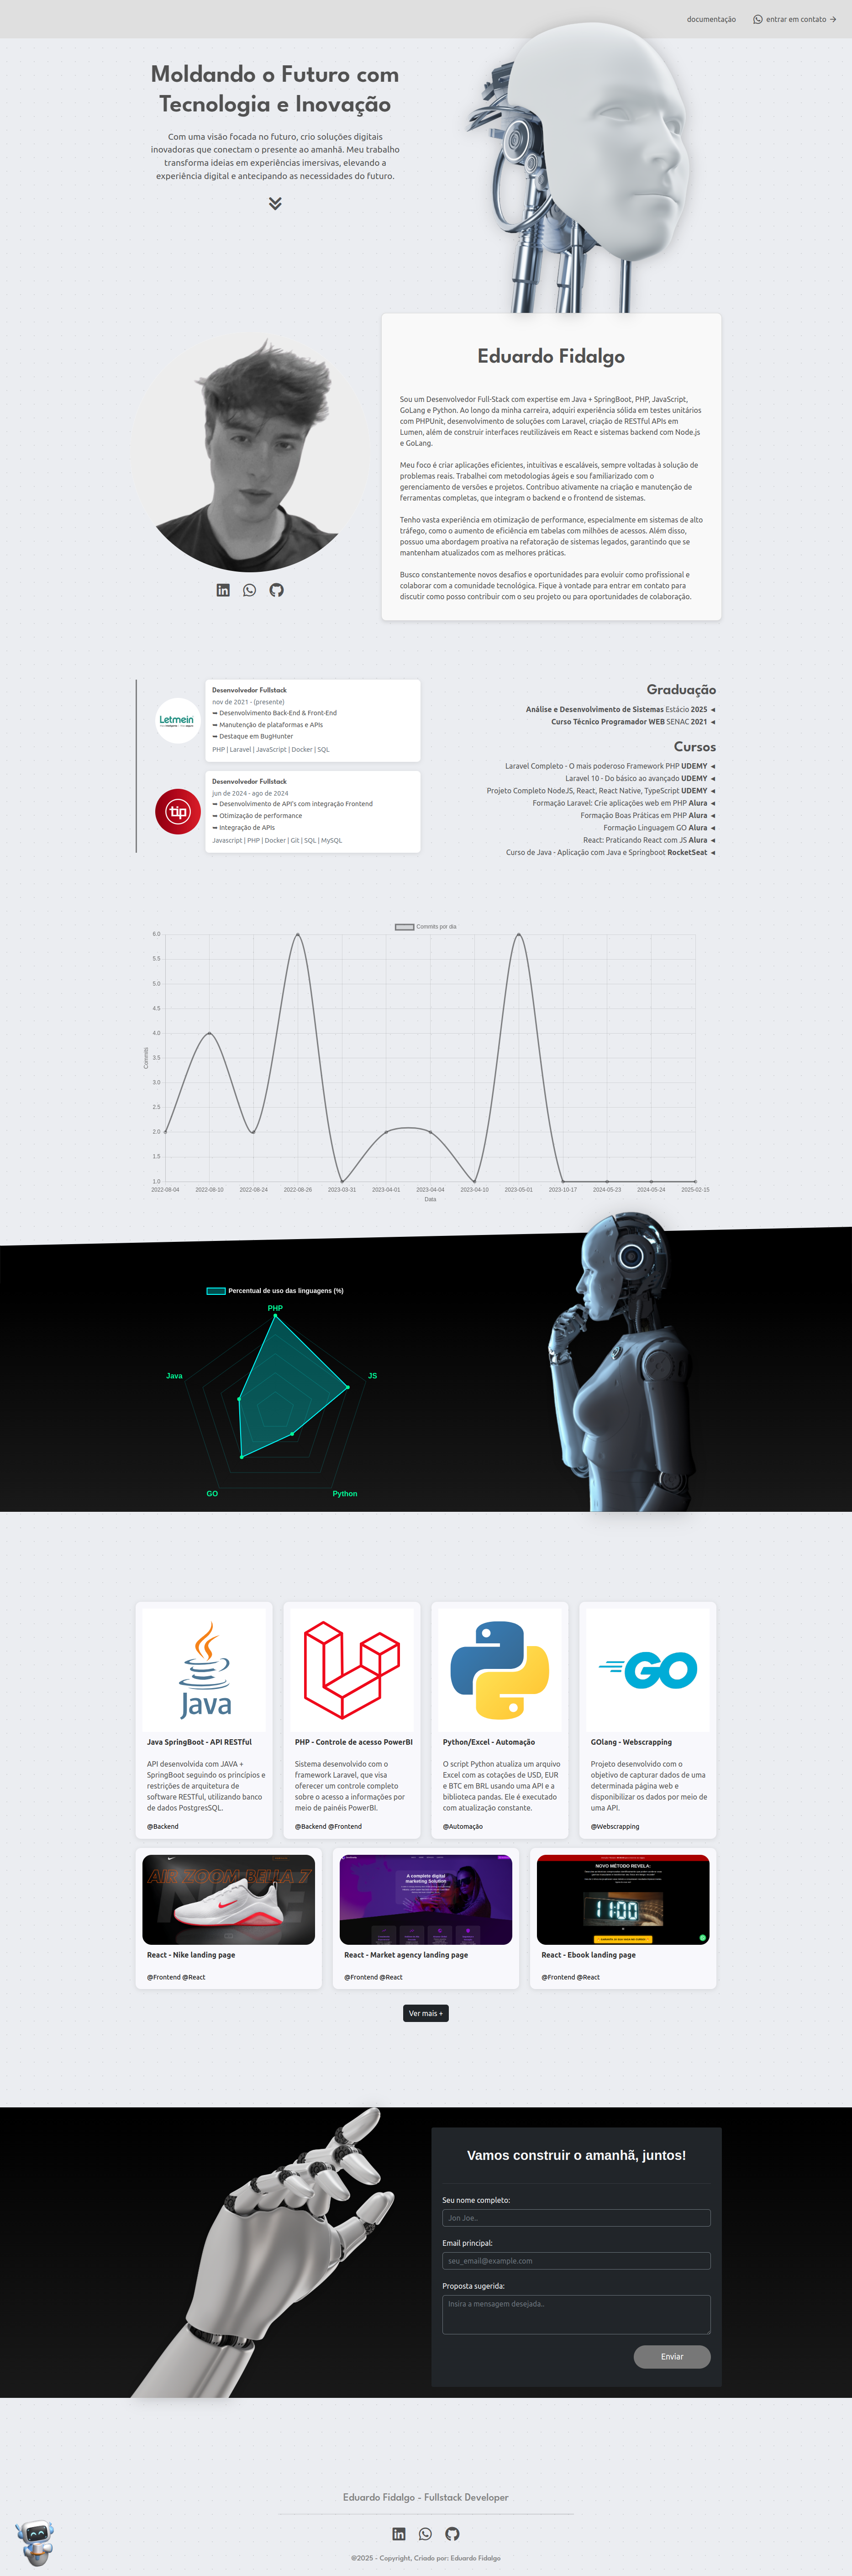 documentação
entrar em contato →
Moldando o Futuro com
Tecnologia e Inovação
Com uma visão focada no futuro, crio soluções digitais
inovadoras que conectam o presente ao amanhã. Meu trabalho
transforma ideias em experiências imersivas, elevando a
experiência digital e antecipando as necessidades do futuro.
Eduardo Fidalgo
Sou um Desenvolvedor Full-Stack com expertise em Java + SpringBoot, PHP, JavaScript,
GoLang e Python. Ao longo da minha carreira, adquiri experiência sólida em testes unitários
com PHPUnit, desenvolvimento de soluções com Laravel, criação de RESTful APIs em
Lumen, além de construir interfaces reutilizáveis em React e sistemas backend com Node.js
e GoLang.
Meu foco é criar aplicações eficientes, intuitivas e escaláveis, sempre voltadas à solução de
problemas reais. Trabalhei com metodologias ágeis e sou familiarizado com o
gerenciamento de versões e projetos. Contribuo ativamente na criação e manutenção de
ferramentas completas, que integram o backend e o frontend de sistemas.
Tenho vasta experiência em otimização de performance, especialmente em sistemas de alto
tráfego, como o aumento de eficiência em tabelas com milhões de acessos. Além disso,
possuo uma abordagem proativa na refatoração de sistemas legados, garantindo que se
mantenham atualizados com as melhores práticas.
Busco constantemente novos desafios e oportunidades para evoluir como profissional e
colaborar com a comunidade tecnológica. Fique à vontade para entrar em contato para
discutir como posso contribuir com o seu projeto ou para oportunidades de colaboração.
Letmein
Desenvolvedor Fullstack
nov de 2021 - (presente)
➥ Desenvolvimento Back-End & Front-End
➥ Manutenção de plataformas e APIs
➥ Destaque em BugHunter
PHP | Laravel | JavaScript | Docker | SQL
tip
Desenvolvedor Fullstack
jun de 2024 - ago de 2024
➥ Desenvolvimento de API's com integração Frontend
➥ Otimização de performance
➥ Integração de APIs
Javascript | PHP | Docker | Git | SQL | MySQL
Graduação
Análise e Desenvolvimento de Sistemas Estácio 2025 ◄
Curso Técnico Programador WEB SENAC 2021 ◄
Cursos
Laravel Completo - O mais poderoso Framework PHP UDEMY ◄
Laravel 10 - Do básico ao avançado UDEMY ◄
Projeto Completo NodeJS, React, React Native, TypeScript UDEMY ◄
Formação Laravel: Crie aplicações web em PHP Alura ◄
Formação Boas Práticas em PHP Alura ◄
Formação Linguagem GO Alura ◄
React: Praticando React com JS Alura ◄
Curso de Java - Aplicação com Java e Springboot RocketSeat ◄
Commits por dia
6.0
5.5
5.0
4.5
4.0
3.5
3.0
2.5
2.0
1.5
1.0
Commits
2022-08-04 2022-08-10 2022-08-24 2022-08-26 2023-03-31 2023-04-01 2023-04-04 2023-04-10 2023-05-01 2023-10-17 2024-05-23 2024-05-24 2025-02-15
Data
Percentual de uso das linguagens (%)
PHP
Java
JS
GO
Python
Java
GO
Java SpringBoot - API RESTful
API desenvolvida com JAVA +
SpringBoot seguindo os princípios e
restrições de arquitetura de
software RESTful, utilizando banco
de dados PostgresSQL.
@Backend
PHP - Controle de acesso PowerBI
Sistema desenvolvido com o
framework Laravel, que visa
oferecer um controle completo
sobre o acesso a informações por
meio de painéis PowerBI.
@Backend @Frontend
Python/Excel - Automação
O script Python atualiza um arquivo
Excel com as cotações de USD, EUR
e BTC em BRL usando uma API e a
biblioteca pandas. Ele é executado
com atualização constante.
@Automação
GOlang - Webscrapping
Projeto desenvolvido com o
objetivo de capturar dados de uma
determinada página web e
disponibilizar os dados por meio de
uma API.
@Webscrapping
AIR ZOOM BELLA 7
React - Nike landing page
@Frontend @React
A complete digital
marketing Solution
React - Market agency landing page
@Frontend @React
NOVO MÉTODO REVELA:
11:00
React - Ebook landing page
@Frontend @React
Ver mais +
Vamos construir o amanhã, juntos!
Seu nome completo:
Jon Joe..
Email principal:
seu_email@example.com
Proposta sugerida:
Insira a mensagem desejada..
Enviar
Eduardo Fidalgo - Fullstack Developer
©2025 - Copyright, Criado por: Eduardo Fidalgo